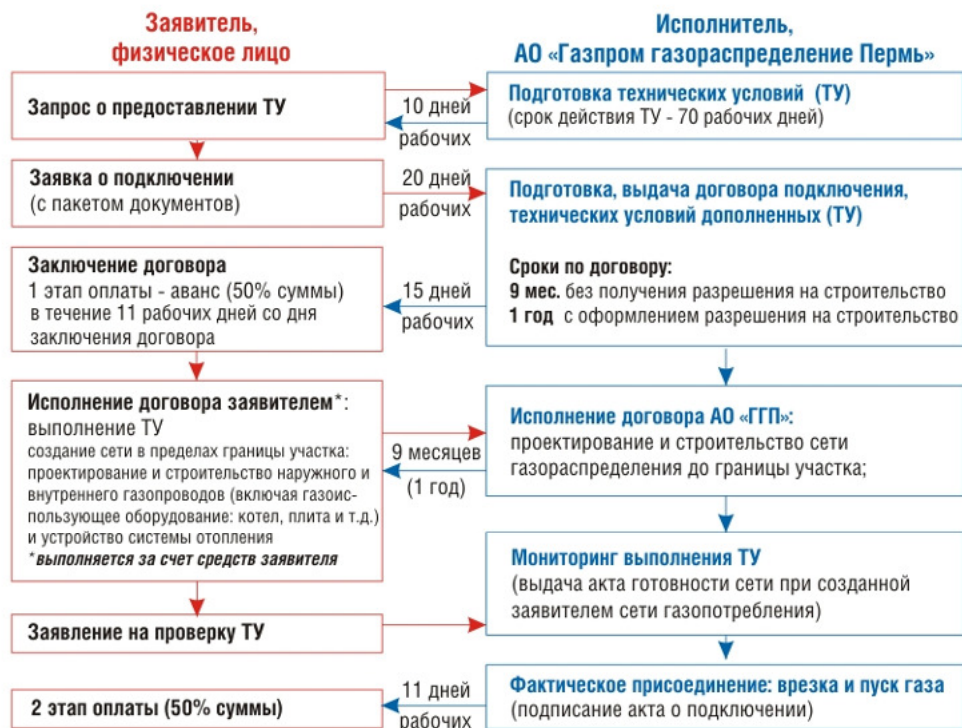 Заявитель,
физическое лицо
Исполнитель,
АО «Газпром газораспределение Пермь»
Запрос о предоставлении ТУ
10 дней
рабочих
Подготовка технических условий (ТУ)
(срок действия ТУ - 70 рабочих дней)
Заявка о подключении
(с пакетом документов)
20 дней
рабочих
Подготовка, выдача договора подключения,
технических условий дополненных (ТУ)
Сроки по договору:
9 мес. без получения разрешения на строительство
1 год с оформлением разрешения на строительство
Заключение договора
1 этап оплаты - аванс (50% суммы)
в течение 11 рабочих дней со дня
заключения договора
15 дней
рабочих
Исполнение договора заявителем*:
выполнение ТУ
создание сети в пределах границы участка:
проектирование и строительство наружного и
внутреннего газопроводов (включая газоис-
пользующее оборудование: котел, плита и т.д.)
и устройство системы отопления
*выполняется за счет средств заявителя
9 месяцев
(1 год)
Исполнение договора АО «ГГП»:
проектирование и строительство сети
газораспределения до границы участка;
Мониторинг выполнения ТУ
(выдача акта готовности сети при созданной
заявителем сети газопотребления)
Заявление на проверку ТУ
Фактическое присоединение: врезка и пуск газа
(подписание акта о подключении)
11 дней
рабочих
2 этап оплаты (50% суммы)